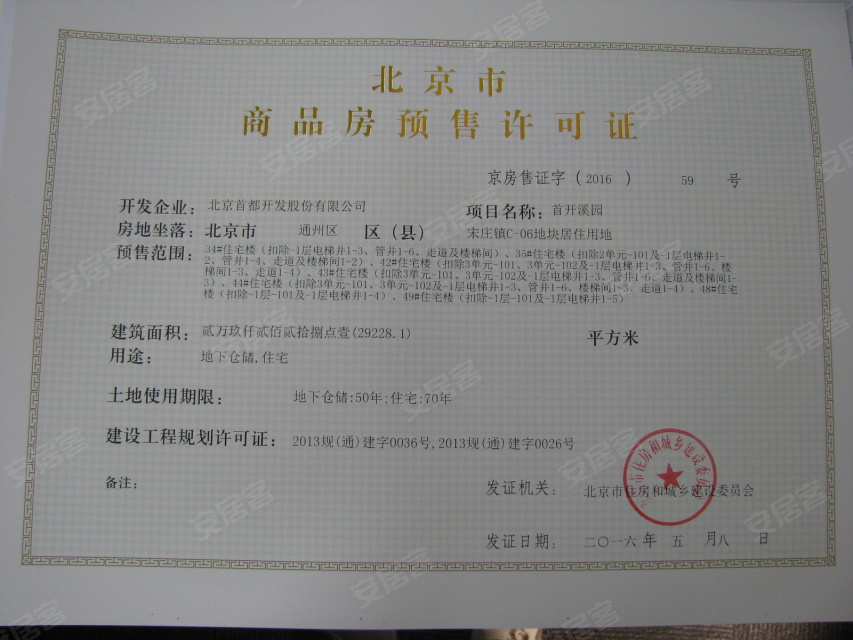 北京市
商品房预售许可证
京房售证字（2016 ） 59 号
开发企业：北京首都开发股份有限公司
项目名称：首开溪园
房地坐落：北京市 通州区 区（县） 宋庄镇C-06地块居住用地
预售范围：34#住宅楼（扣除-1层电梯井1-3、管井1-6、走道及楼梯间）、35#住宅楼（扣除2单元-101及-1层电梯井1-
2、管井1-4、走道及楼梯间1-2）、42#住宅楼（扣除3单元-101、3单元-102及-1层电梯井1-3、管井1-6、楼
梯间1-3、走道1-4）、43#住宅楼（扣除3单元-101、3单元-102及-1层电梯井1-3、管井1-6、走道及楼梯间1-
3）、44#住宅楼（扣除3单元-101、3单元-102及-1层电梯井1-3、管井1-6、楼梯间1-3、走道1-4）、48#住宅
楼（扣除-1层-101及-1层电梯井1-4）、49#住宅楼（扣除-1层-101及-1层电梯井1-5）
建筑面积：贰万玖仟贰佰贰拾捌点壹(29228.1) 平方米
用途：地下仓储,住宅
土地使用期限：地下仓储:50年;住宅:70年
建设工程规划许可证：2013规(通)建字0036号,2013规(通)建字0026号
备注：
发证机关：北京市住房和城乡建设委员会
发证日期：二〇一六年 五 月八 日
安居客